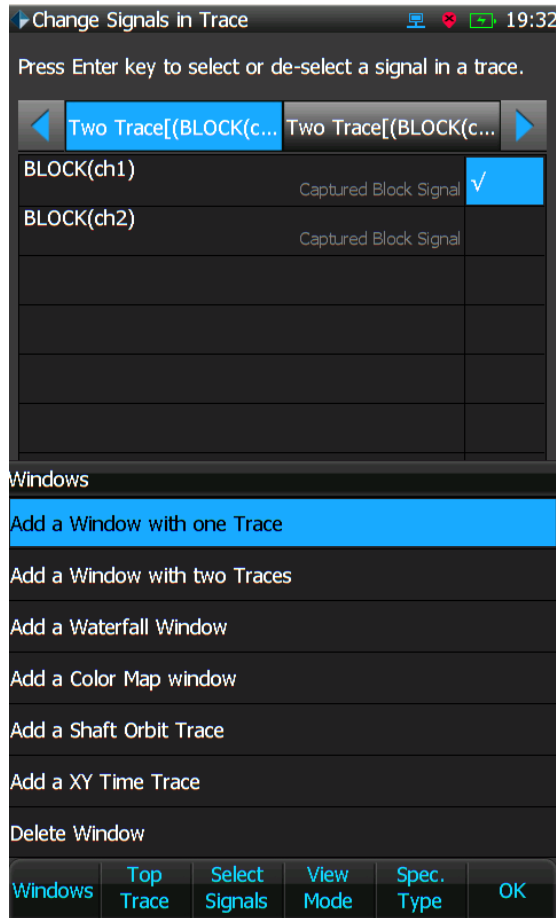 Change Signals in Trace 19:32
Press Enter key to select or de-select a signal in a trace.
Two Trace[(BLOCK(c... Two Trace[(BLOCK(c...
BLOCK(ch1)
Captured Block Signal √
BLOCK(ch2)
Captured Block Signal
Windows
Add a Window with one Trace
Add a Window with two Traces
Add a Waterfall Window
Add a Color Map window
Add a Shaft Orbit Trace
Add a XY Time Trace
Delete Window
Windows Top Trace Select Signals View Mode Spec. Type OK